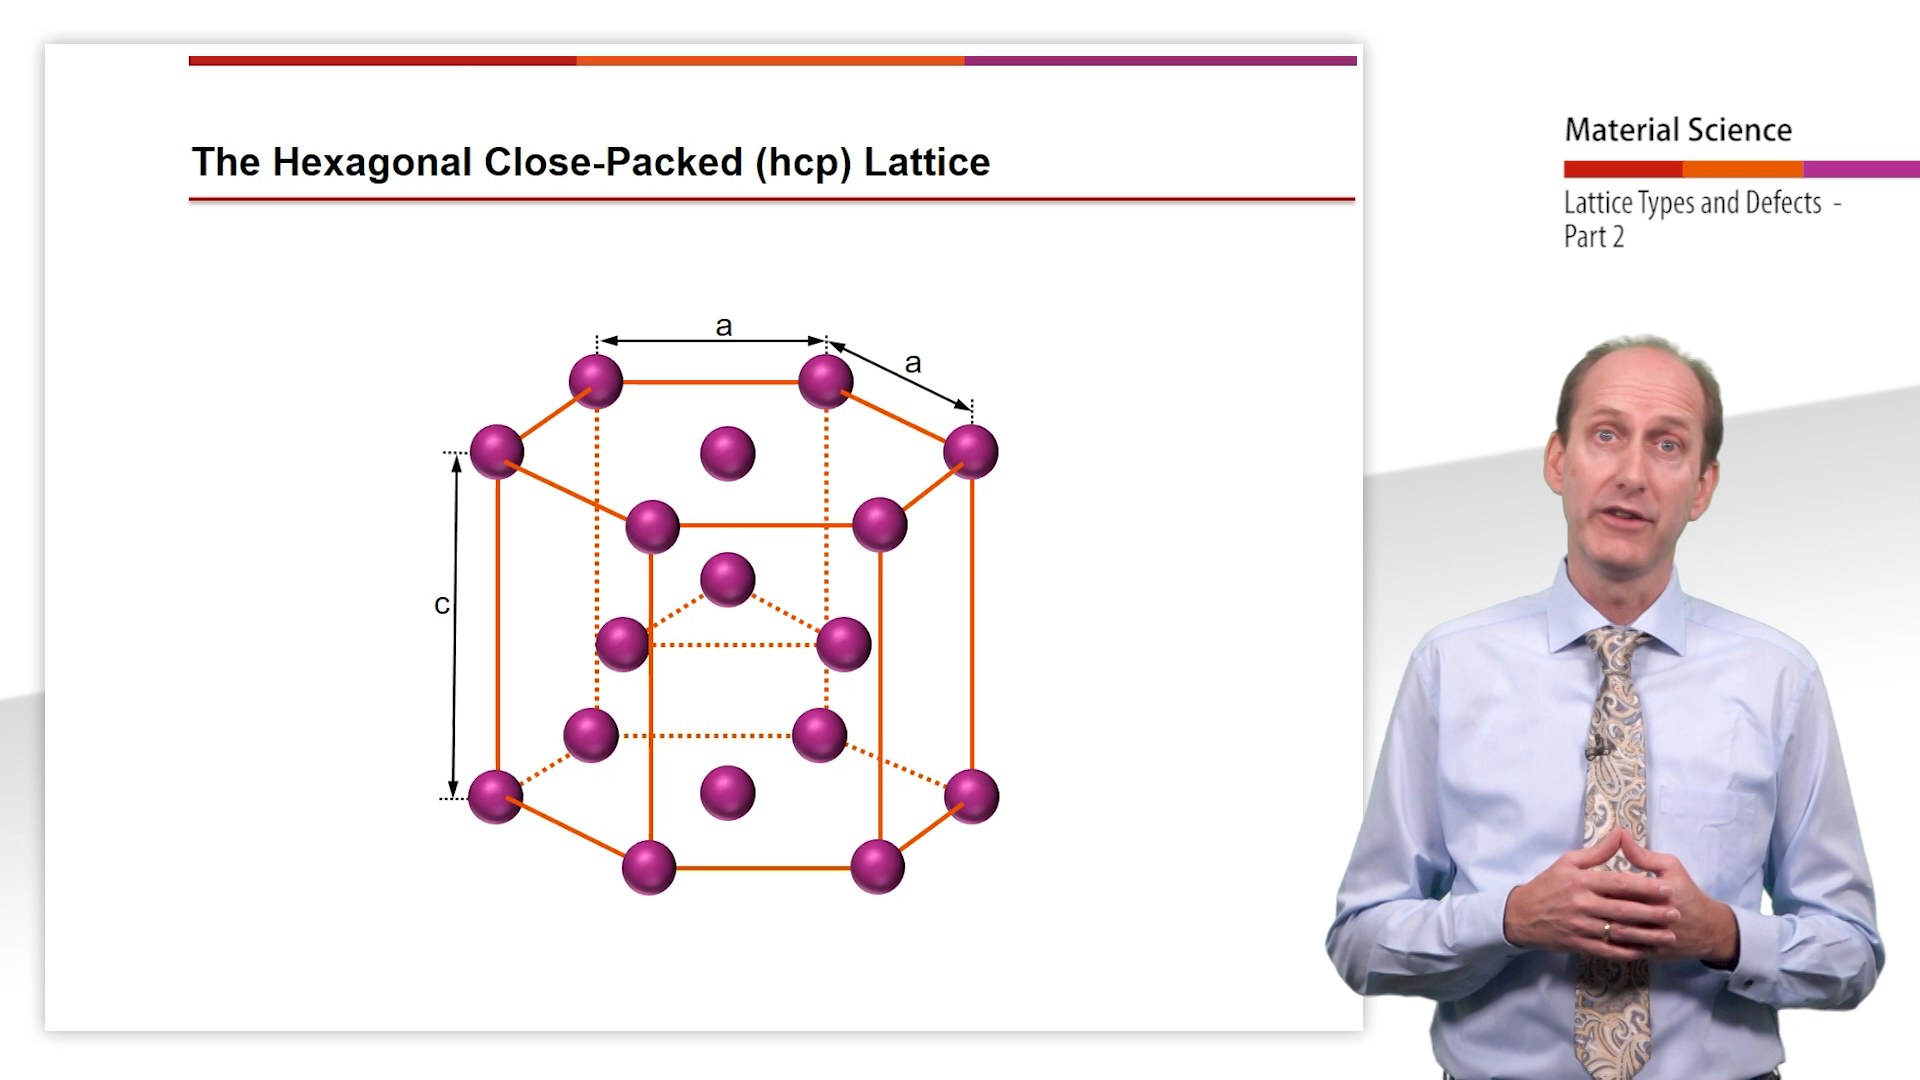 The Hexagonal Close-Packed (hcp) Lattice
a
a
c
Material Science
Lattice Types and Defects -
Part 2